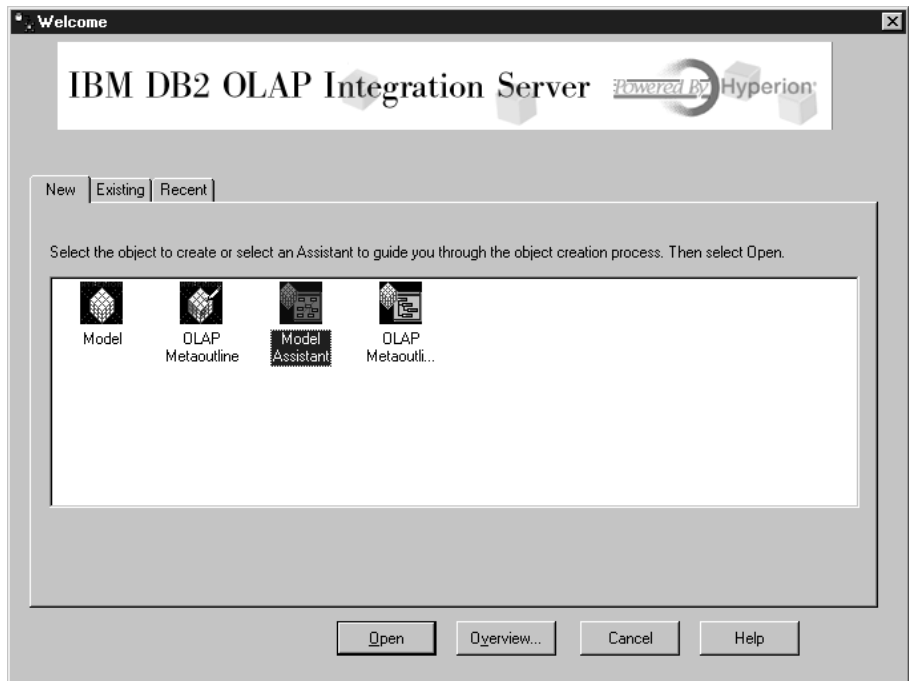 Welcome
IBM DB2 OLAP Integration Server Powered By Hyperion
New Existing Recent
Select the object to create or select an Assistant to guide you through the object creation process. Then select Open.
Model
OLAP
Metaoutline
Model
Assistant
OLAP
Metaoutli...
Open Overview... Cancel Help